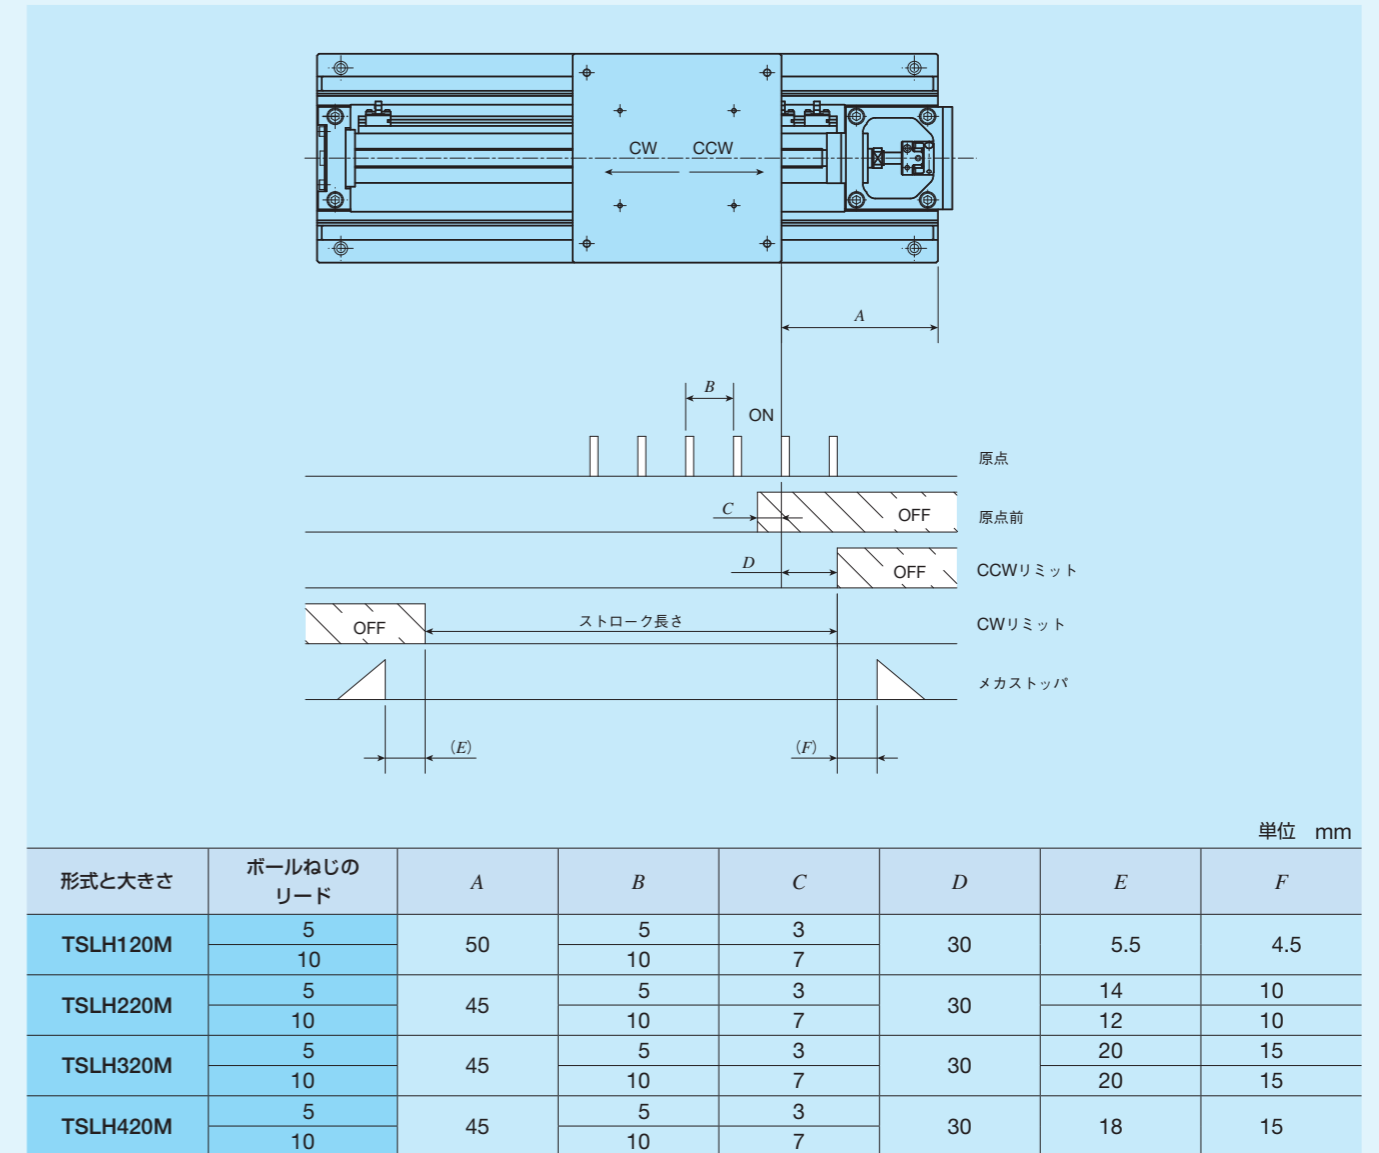 CW CCW
A
B
ON
原点
C OFF 原点前
D OFF CCWリミット
OFF ストローク長さ CWリミット
メカストッパ
(E) (F)
単位 mm
形式と大きさ ボールねじの リード A B C D E F
TSLH120M 5 50 5 3 30 5.5 4.5
10 10 7
TSLH220M 5 45 5 3 30 14 10
10 10 7 12 10
TSLH320M 5 45 5 3 30 20 15
10 10 7 20 15
TSLH420M 5 45 5 3 30 18 15
10 10 7